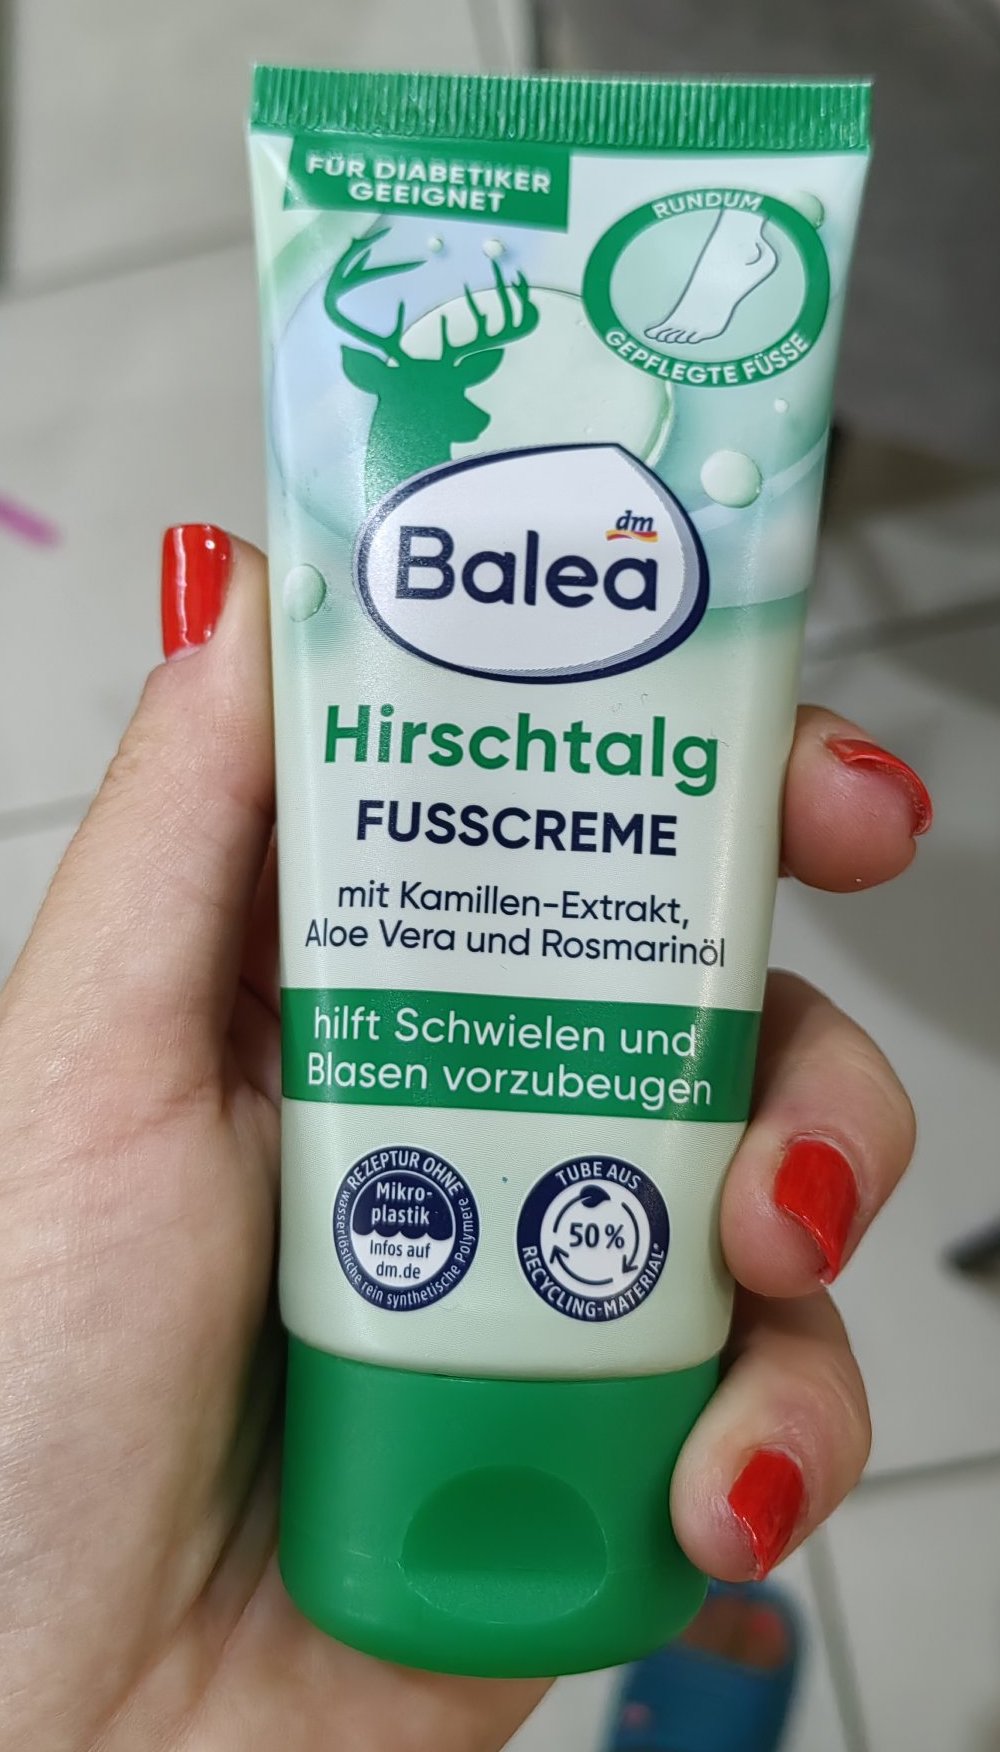 FÜR DIABETIKER
GEEIGNET
RUNDUM
GEPFLEGTE FÜSSE
dm
Balea
Hirschtalg
FUSSCREME
mit Kamillen-Extrakt,
Aloe Vera und Rosmarinöl
hilft Schwielen und
Blasen vorzubeugen
REZEPTUR OHNE
Mikro-
plastik
Infos auf
dm.de
wasserlösliche rein synthetische Polymere
TUBE AUS
50 %
RECYCLING-MATERIAL*